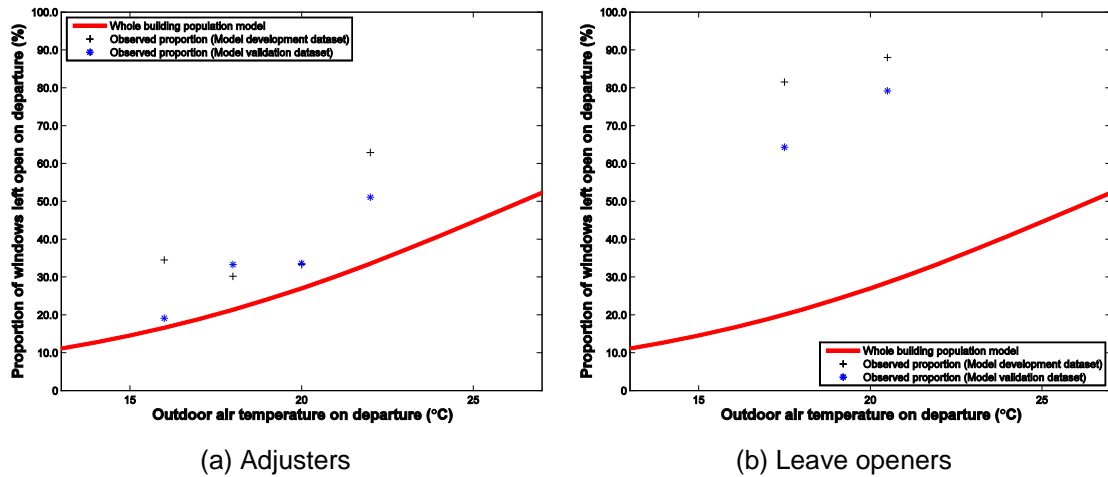 Proportion of windows left open on departure (%)
100.0
90.0
80.0
70.0
60.0
50.0
40.0
30.0
20.0
10.0
0
Whole building population model
Observed proportion (Model development dataset)
Observed proportion (Model validation dataset)
15
20
25
Outdoor air temperature on departure (°C)
(a) Adjusters
Proportion of windows left open on departure (%)
100.0
90.0
80.0
70.0
60.0
50.0
40.0
30.0
20.0
10.0
0
Whole building population model
Observed proportion (Model development dataset)
Observed proportion (Model validation dataset)
15
20
25
Outdoor air temperature on departure (°C)
(b) Leave openers